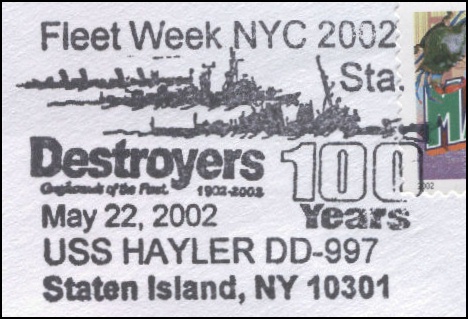 Fleet Week NYC 2002
Sta.
Destroyers 100
Greyhounds of the Fleet. 1902-2002
Years
May 22, 2002
USS HAYLER DD-997
Staten Island, NY 10301
M
2002